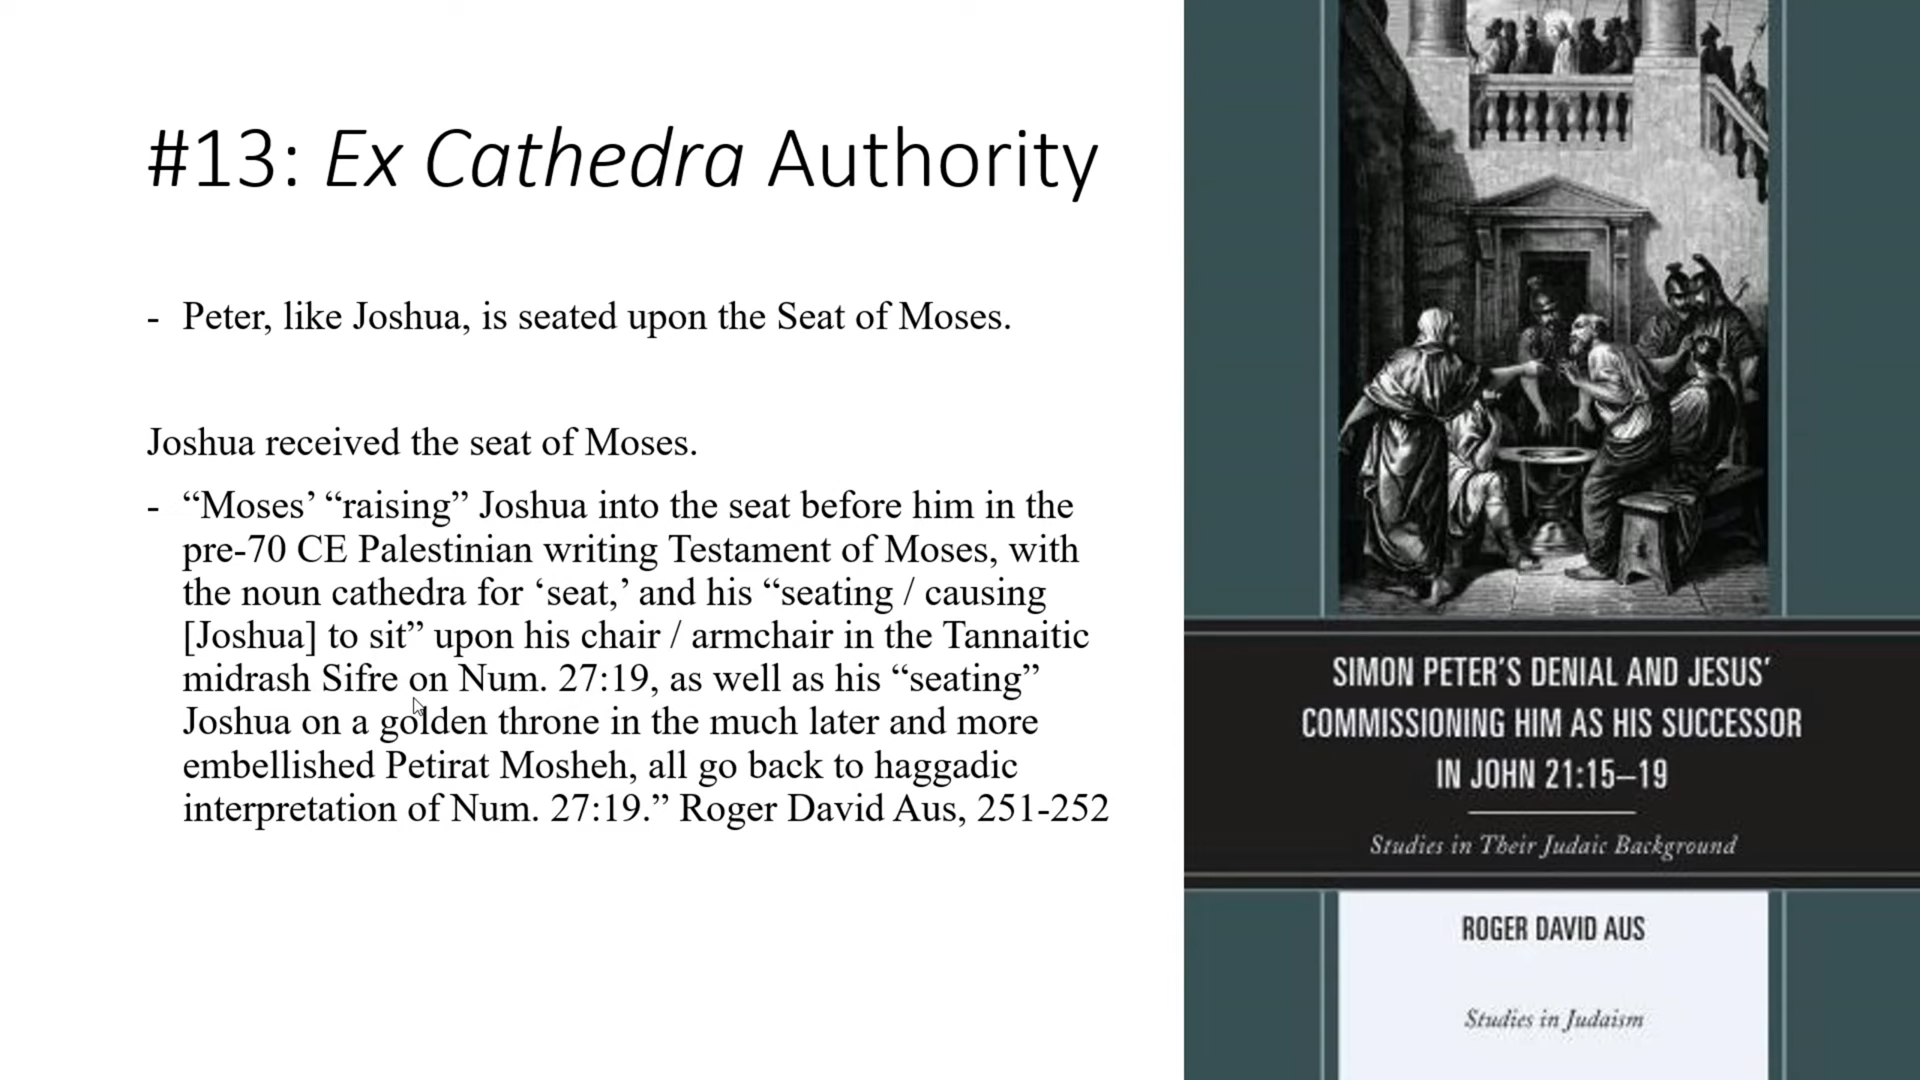 #13: Ex Cathedra Authority
- Peter, like Joshua, is seated upon the Seat of Moses.
Joshua received the seat of Moses.
- “Moses’ “raising” Joshua into the seat before him in the
pre-70 CE Palestinian writing Testament of Moses, with
the noun cathedra for ‘seat,’ and his “seating / causing
[Joshua] to sit” upon his chair / armchair in the Tannaitic
midrash Sifre on Num. 27:19, as well as his “seating”
Joshua on a golden throne in the much later and more
embellished Petirat Mosheh, all go back to haggadic
interpretation of Num. 27:19.” Roger David Aus, 251-252
SIMON PETER’S DENIAL AND JESUS’
COMMISSIONING HIM AS HIS SUCCESSOR
IN JOHN 21:15–19
Studies in Their Judaic Background
ROGER DAVID AUS
Studies in Judaism